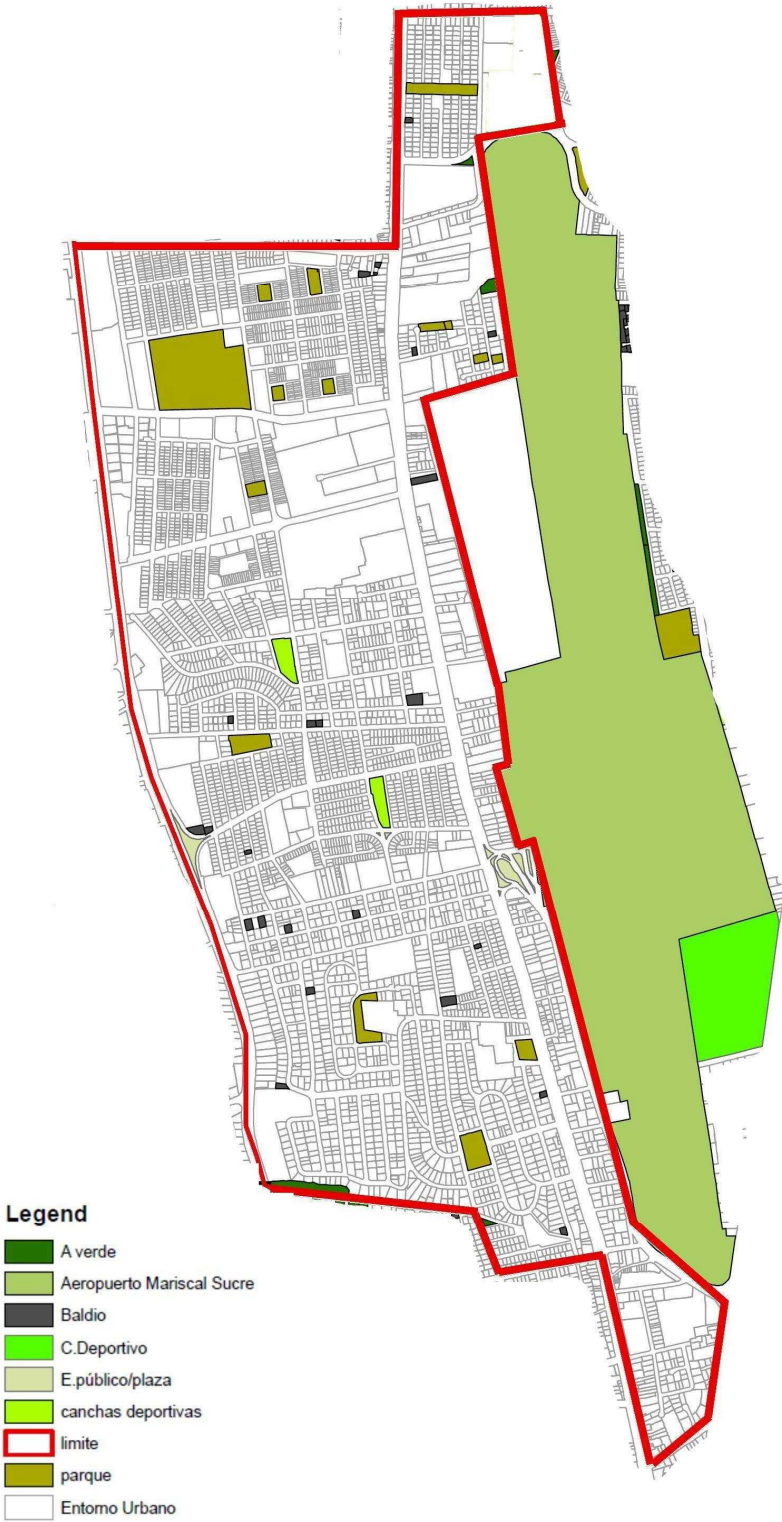 Legend
A verde
Aeropuerto Mariscal Sucre
Baldio
C.Deportivo
E.público/plaza
canchas deportivas
limite
parque
Entorno Urbano